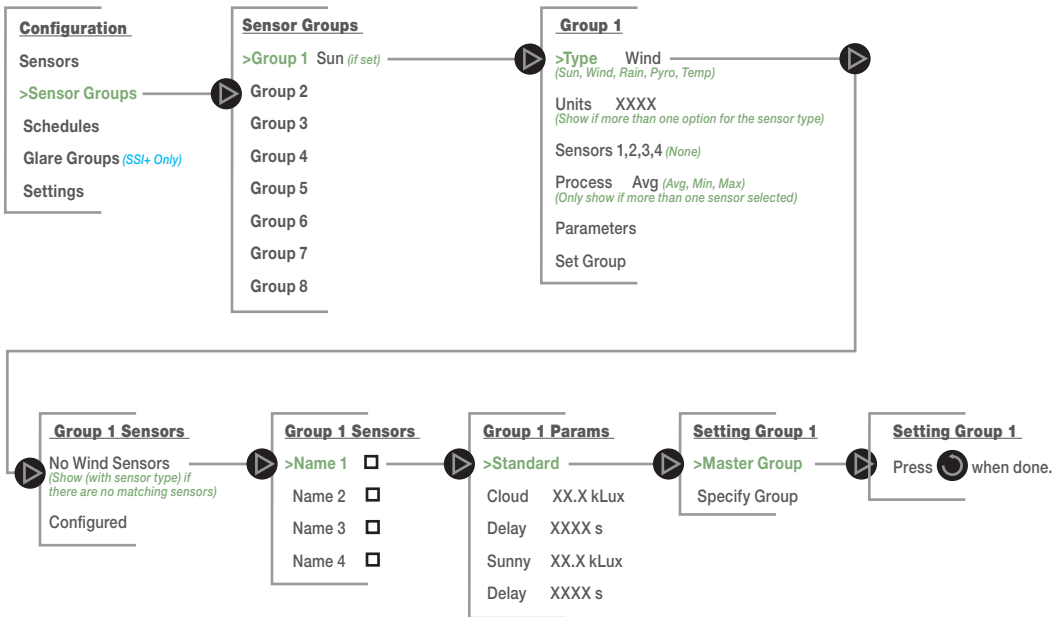 Configuration
Sensors
>Sensor Groups
Schedules
Glare Groups (SSI+ Only)
Settings
Sensor Groups
>Group 1 Sun (if set)
Group 2
Group 3
Group 4
Group 5
Group 6
Group 7
Group 8
Group 1
>Type Wind
(Sun, Wind, Rain, Pyro, Temp)
Units XXXX
(Show if more than one option for the sensor type)
Sensors 1,2,3,4 (None)
Process Avg (Avg, Min, Max)
(Only show if more than one sensor selected)
Parameters
Set Group
Group 1 Sensors
No Wind Sensors
(Show (with sensor type) if
there are no matching sensors)
Configured
Group 1 Sensors
>Name 1
Name 2
Name 3
Name 4
Group 1 Params
>Standard
Cloud XX.X kLux
Delay XXXX s
Sunny XX.X kLux
Delay XXXX s
Setting Group 1
>Master Group
Specify Group
Setting Group 1
Press when done.